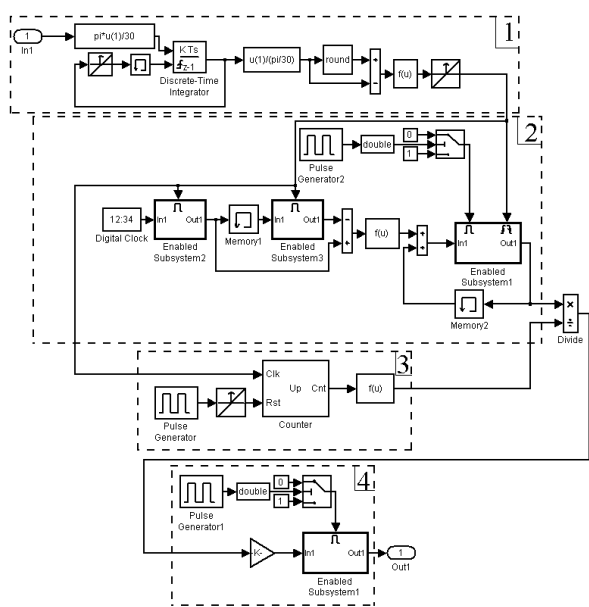 1
1
pi*u(1)/30
In1
K Ts
z-1
Discrete-Time
Integrator
u(1)/(pi/30)
round
+
-
f(u)
2
Pulse
Generator2
double
0
1
12:34
Digital Clock
In1
Out1
Enabled
Subsystem2
Memory1
In1
Out1
Enabled
Subsystem3
-
+
f(u)
+
+
In1
Out1
Enabled
Subsystem1
Memory2
×
÷
Divide
3
Clk
Up
Cnt
Rst
Counter
f(u)
Pulse
Generator
4
Pulse
Generator1
double
0
1
-K-
In1
Out1
Enabled
Subsystem1
1
Out1